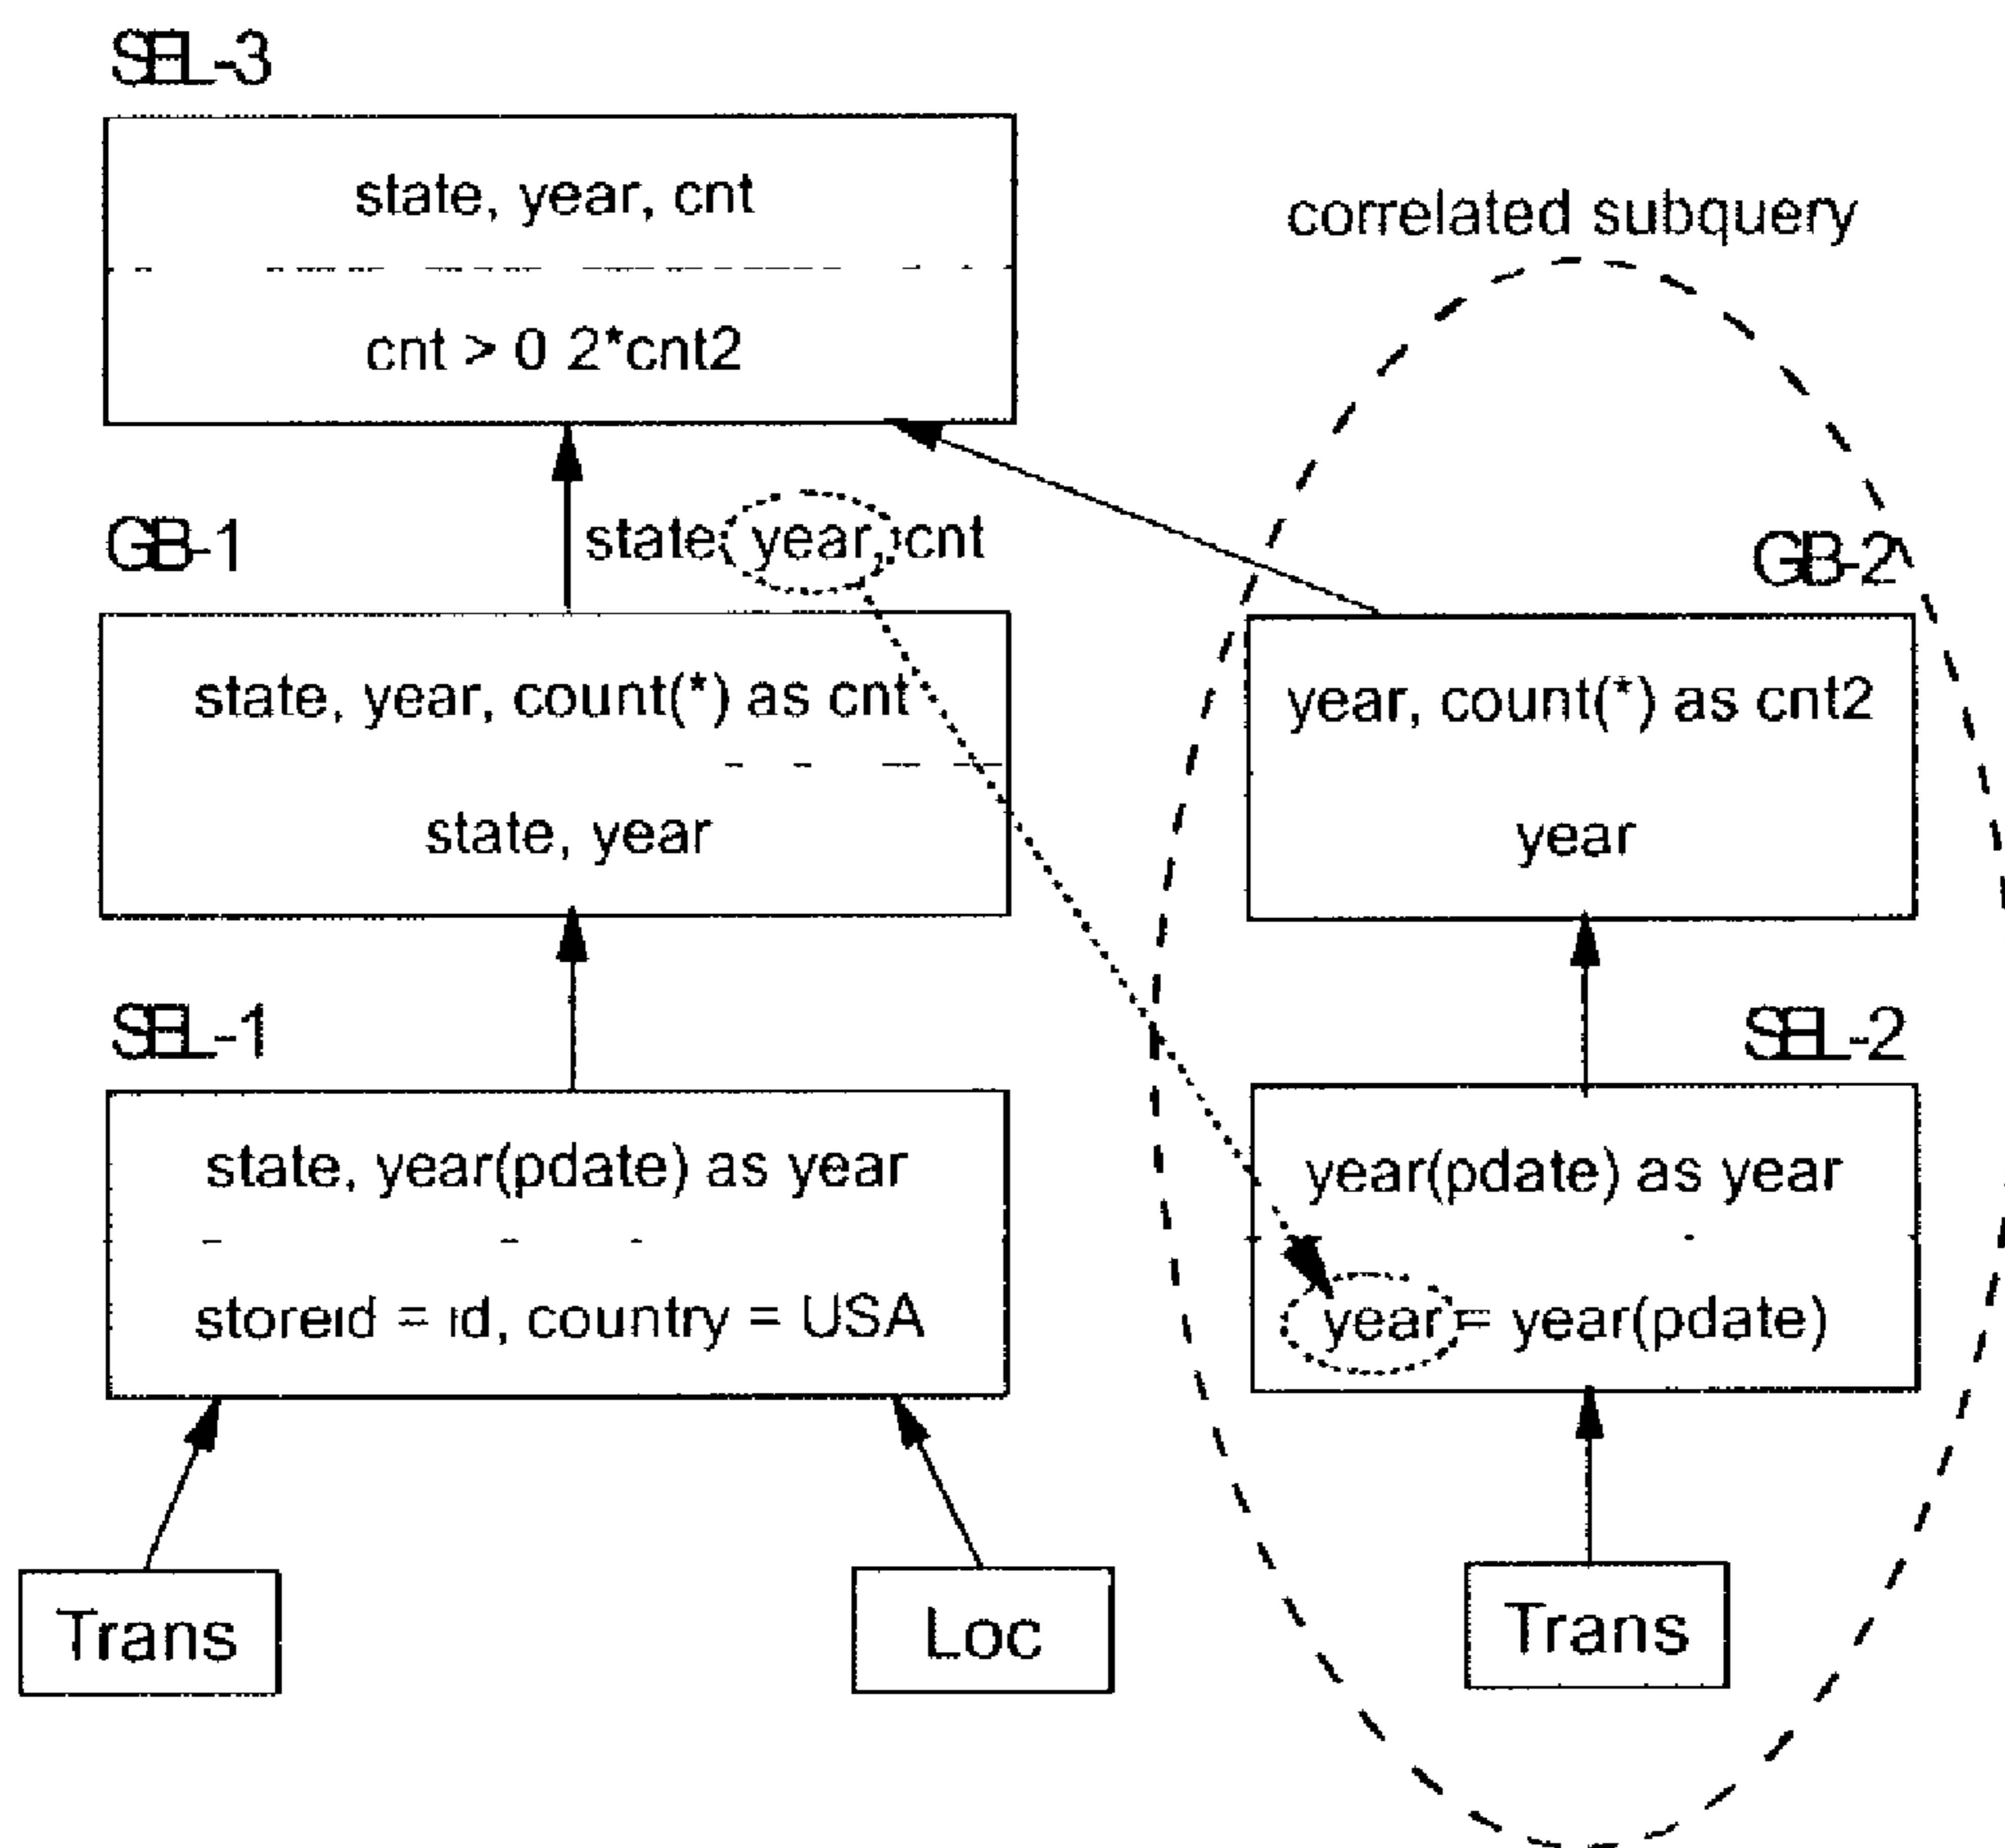 SEL-3
state, year, cnt
cnt > 0 2*cnt2
correlated subquery
GB-1
state, year, cnt
GB-2
state, year, count(*) as cnt
state, year
year, count(*) as cnt2
year
SEL-1
SEL-2
state, year(pdate) as year
storeid = id, country = USA
year(pdate) as year
year = year(pdate)
Trans
Loc
Trans